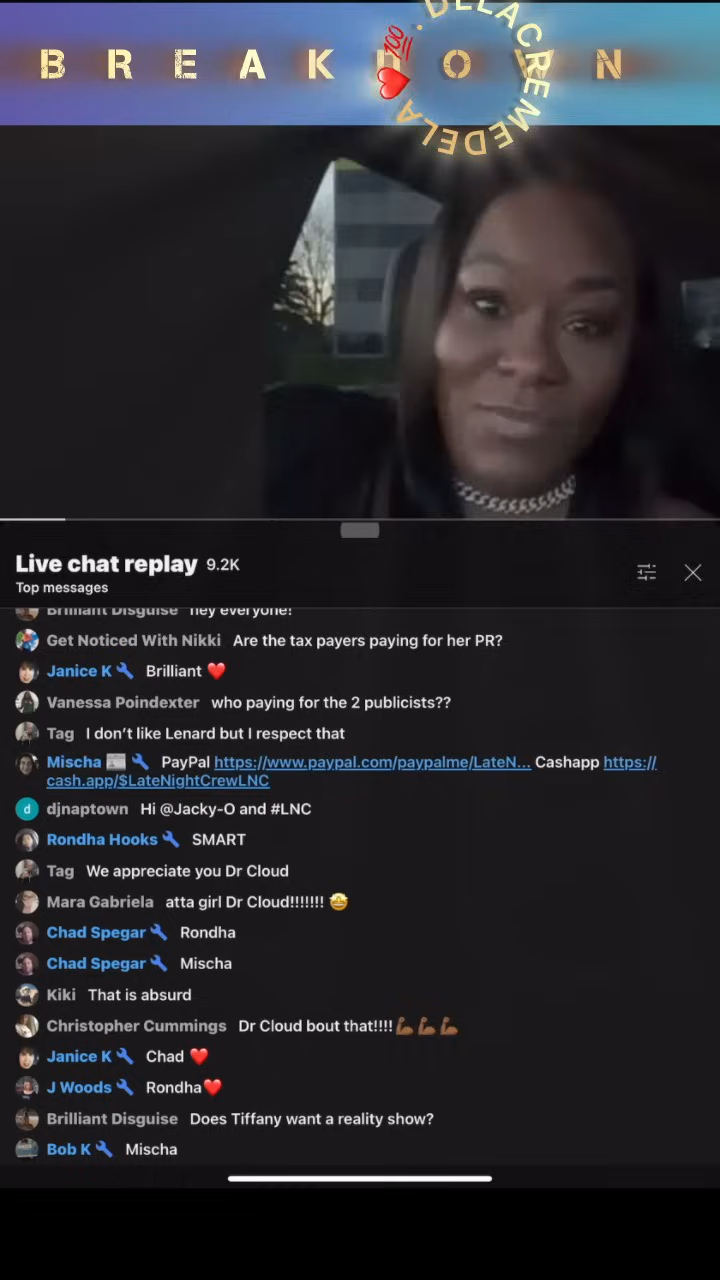 B R E A K D O W N
DELACREMEDELA
Live chat replay 9.2K
Top messages
Brilliant Disguise hey everyone!
Get Noticed With Nikki Are the tax payers paying for her PR?
Janice K Brilliant
Vanessa Poindexter who paying for the 2 publicists??
Tag I don't like Lenard but I respect that
Mischa PayPal https://www.paypal.com/paypalme/LateN... Cashapp https://
cash.app/$LateNightCrewLNC
d djnaptown Hi @Jacky-O and #LNC
Rondha Hooks SMART
Tag We appreciate you Dr Cloud
Mara Gabriela atta girl Dr Cloud!!!!!!!
Chad Spegar Rondha
Chad Spegar Mischa
Kiki That is absurd
Christopher Cummings Dr Cloud bout that!!!!
Janice K Chad
J Woods Rondha
Brilliant Disguise Does Tiffany want a reality show?
Bob K Mischa